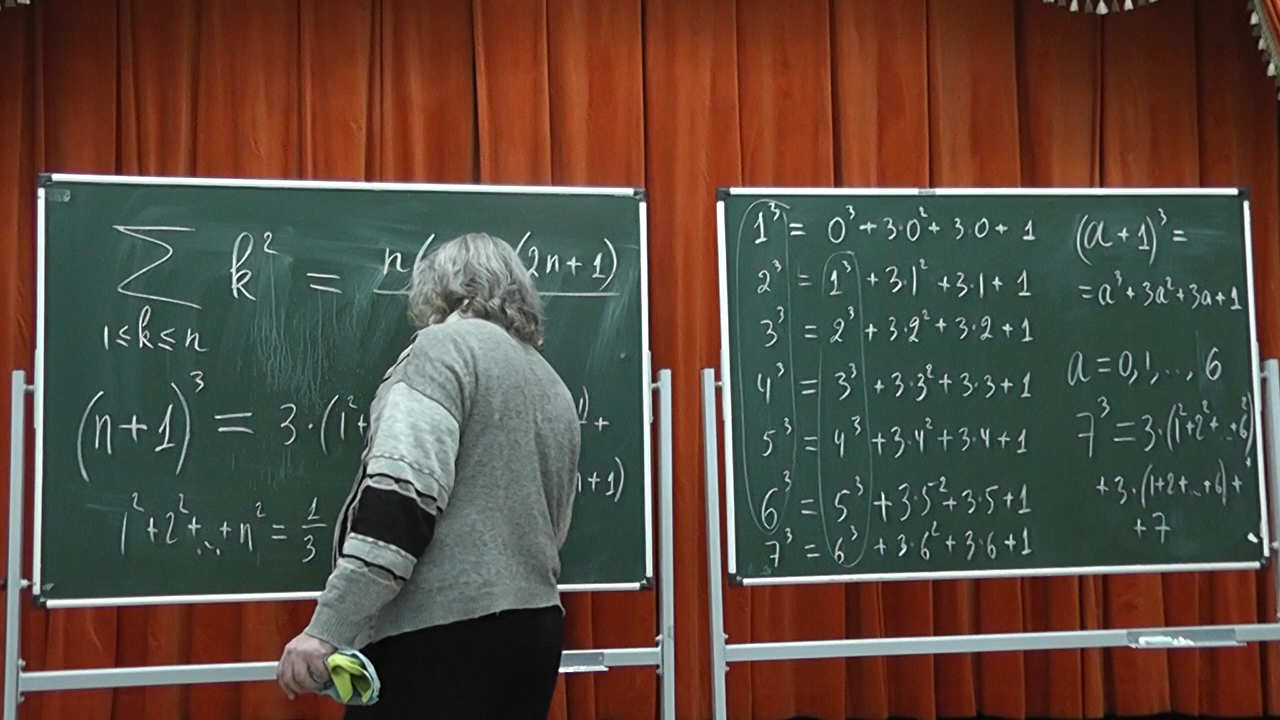 ∑ k² = n( (2n+1)
1≤k≤n
(n+1)³ = 3·(1²+ )+
n+1)
1²+2²+...+n² = 1/3
1³ = 0³+3·0²+3·0+1
2³ = 1³+3·1²+3·1+1
3³ = 2³+3·2²+3·2+1
4³ = 3³+3·3²+3·3+1
5³ = 4³+3·4²+3·4+1
6³ = 5³+3·5²+3·5+1
7³ = 6³+3·6²+3·6+1
(a+1)³ =
=a³+3a²+3a+1
a=0,1,..,6
7³=3·(1²+2²+..+6²)
+3·(1+2+..+6)+
+7